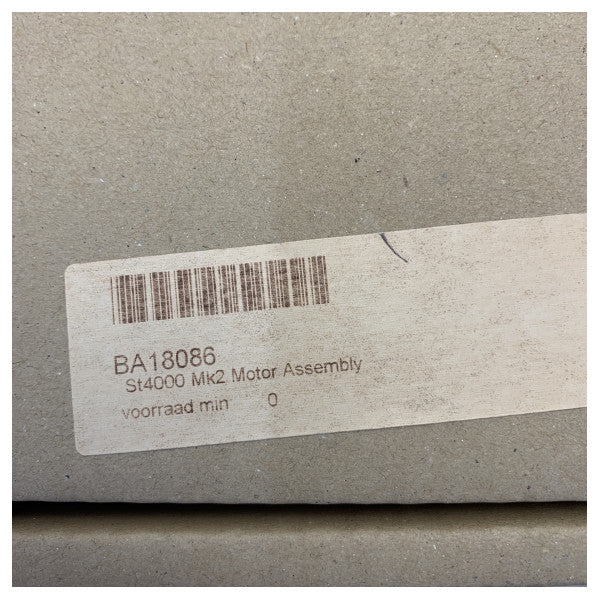 BA18086
St4000 Mk2 Motor Assembly
voorraad min 0